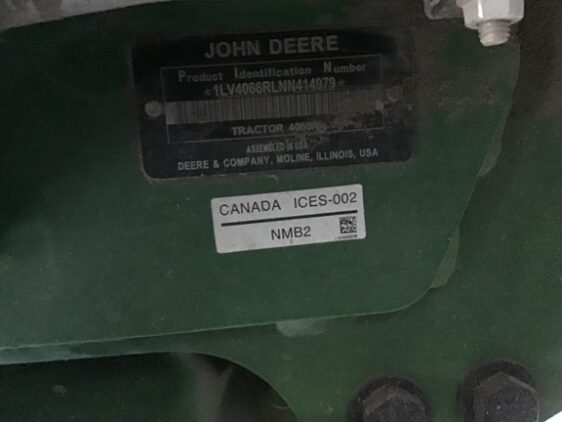 JOHN DEERE
Product Identification Number
*1LV4066RLNN414979*
TRACTOR 4066R
ASSEMBLED IN USA
DEERE & COMPANY, MOLINE, ILLINOIS, USA
CANADA ICES-002
NMB2